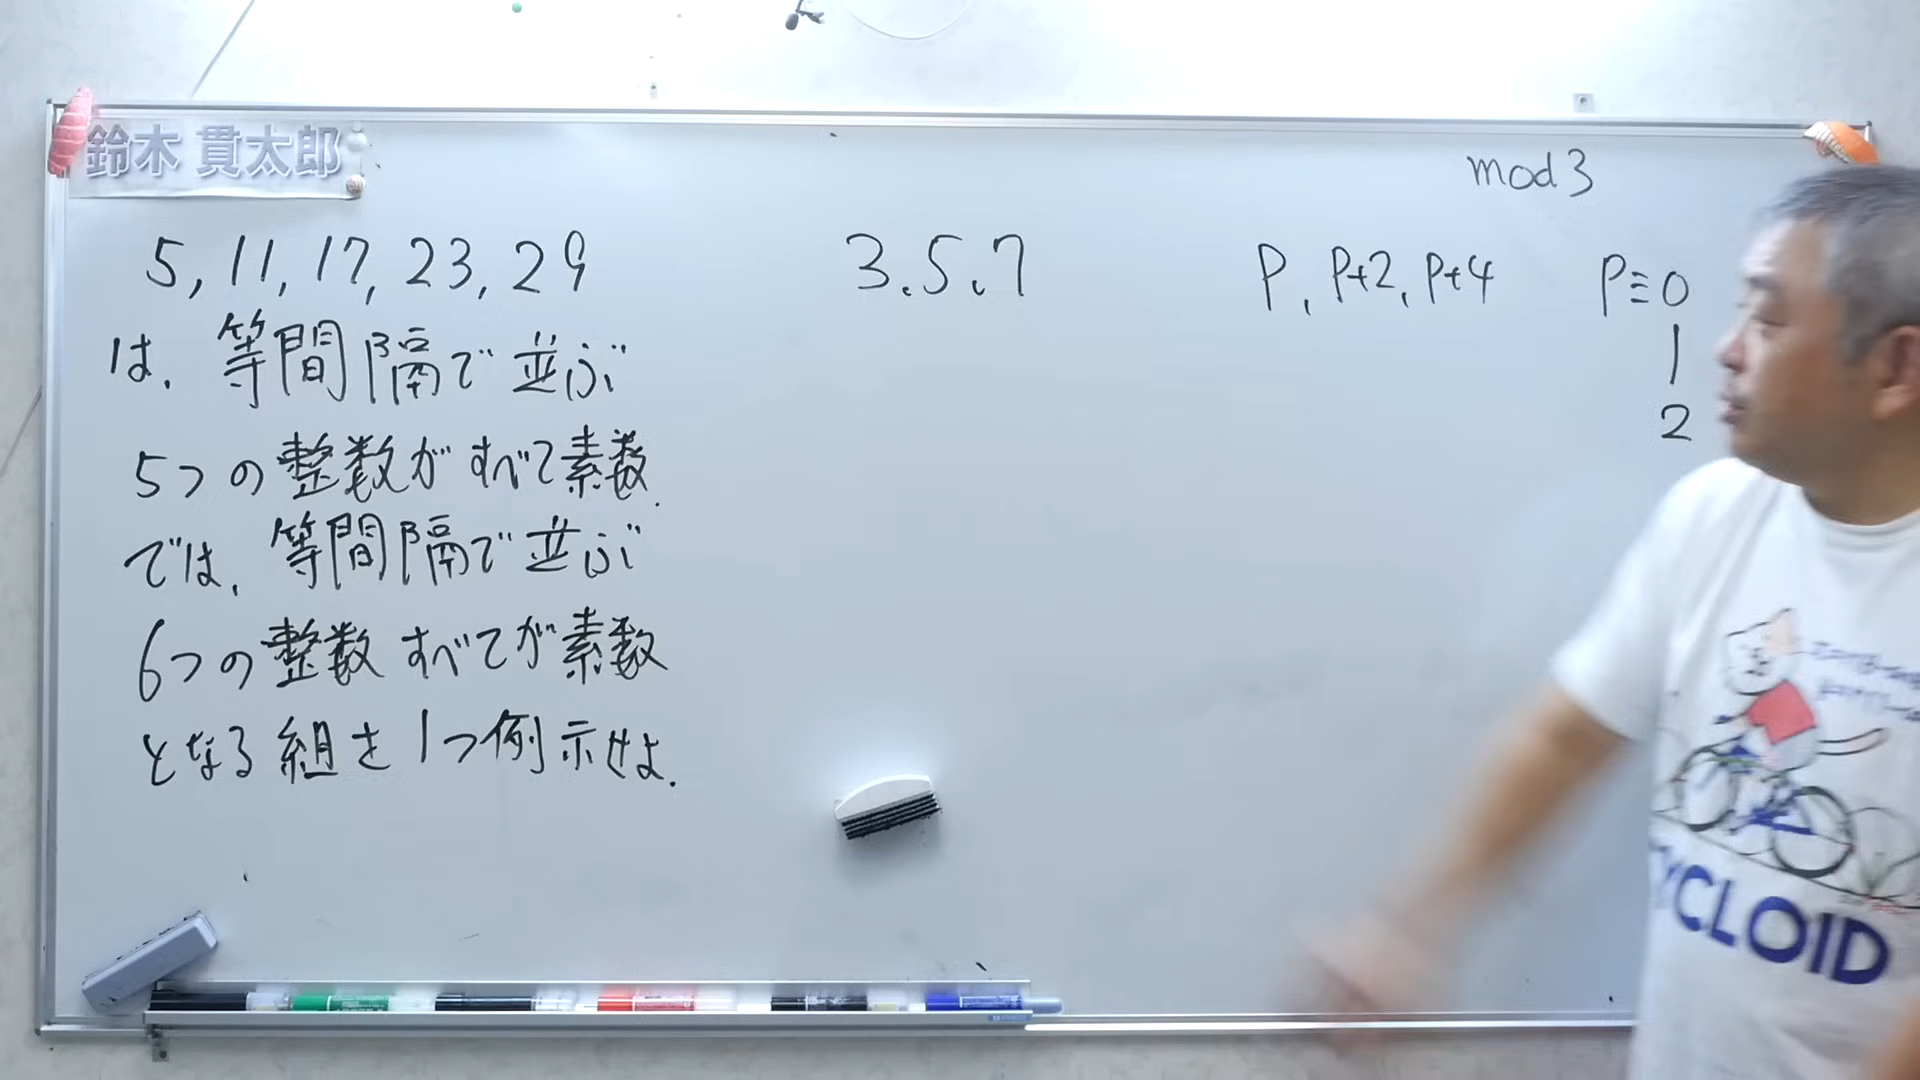 鈴木 貫太郎
5, 11, 17, 23, 29
は、等間隔で並ぶ
5つの整数がすべて素数.
では、等間隔で並ぶ
6つの整数すべてが素数
となる組を1つ例示せよ.
3.5.7
mod3
P, P+2, P+4
P≡0
1
2
CYCLOID